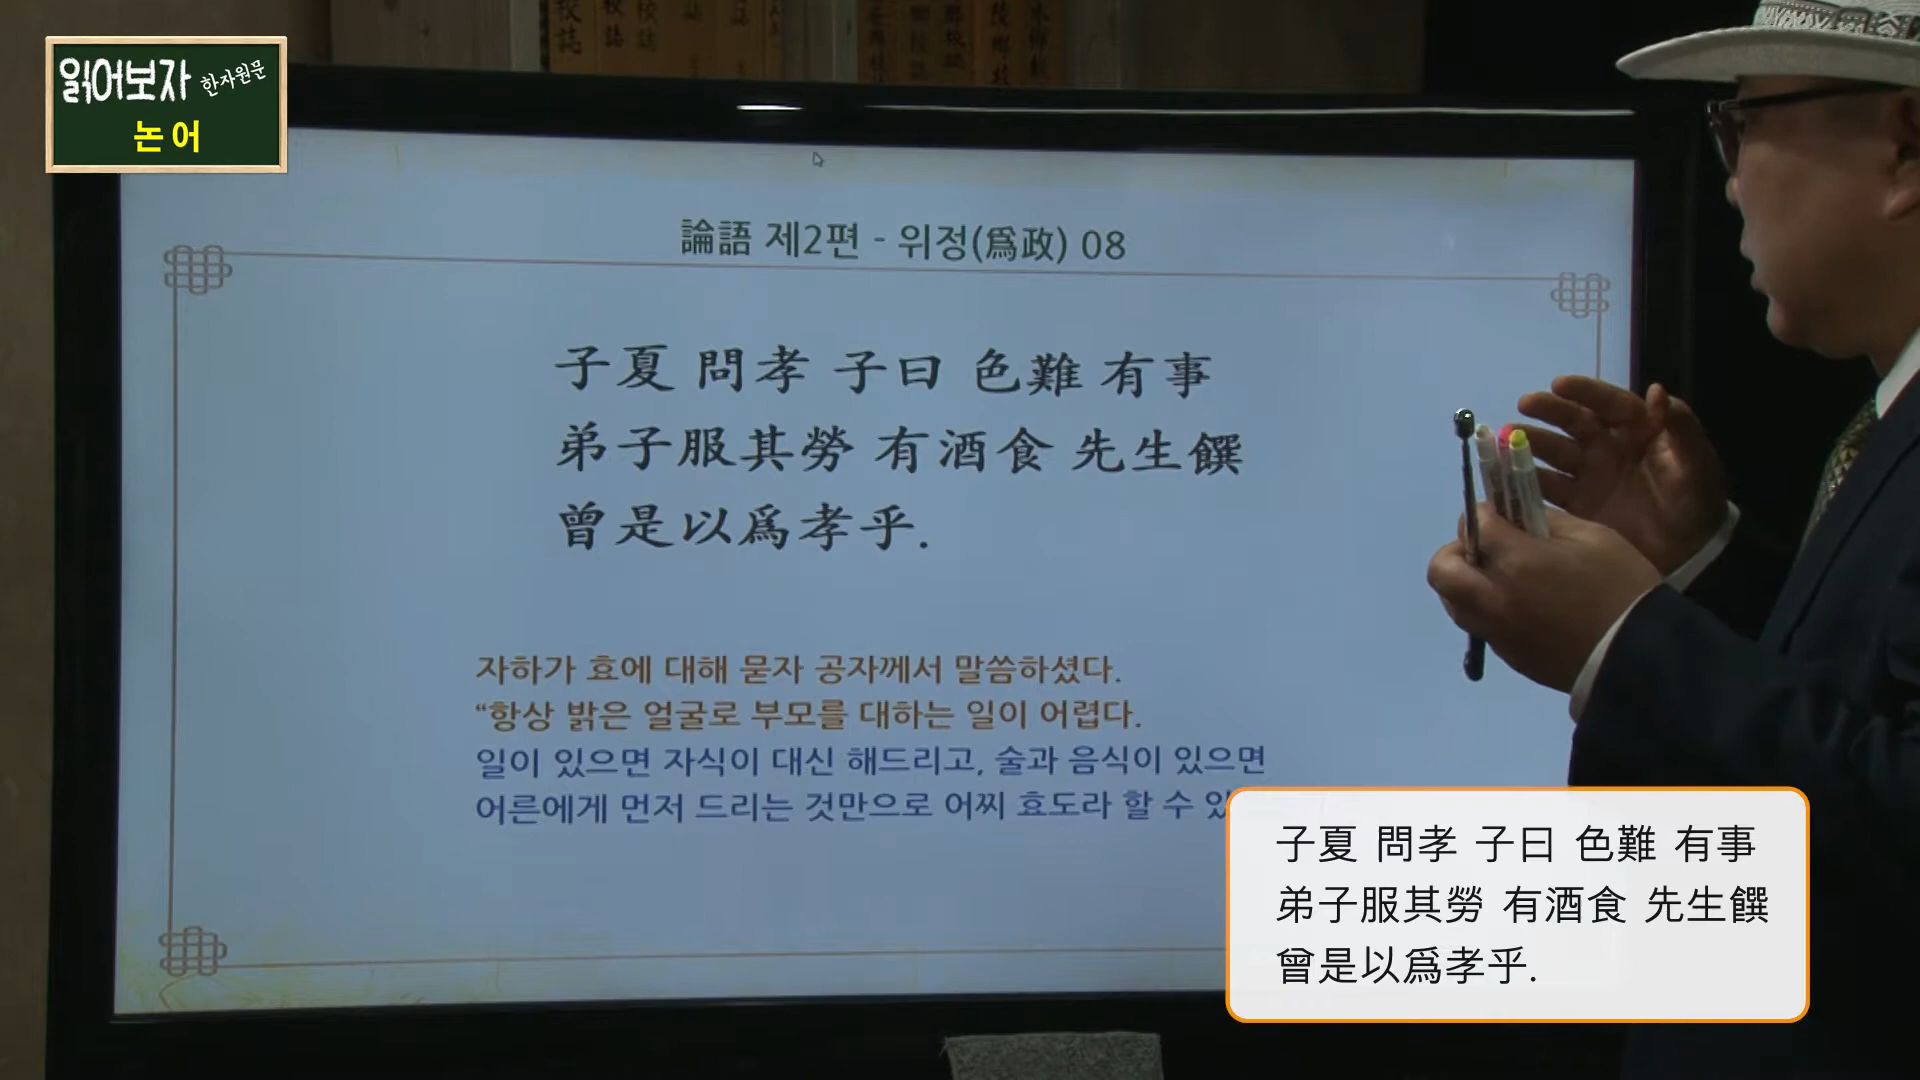 읽어보자 한자원문
논어
論語 제2편 - 위정(爲政) 08
子夏 問孝 子曰 色難 有事
弟子服其勞 有酒食 先生饌
曾是以爲孝乎.
자하가 효에 대해 묻자 공자께서 말씀하셨다.
“항상 밝은 얼굴로 부모를 대하는 일이 어렵다.
일이 있으면 자식이 대신 해드리고, 술과 음식이 있으면
어른에게 먼저 드리는 것만으로 어찌 효도라 할 수 있
子夏 問孝 子曰 色難 有事
弟子服其勞 有酒食 先生饌
曾是以爲孝乎.